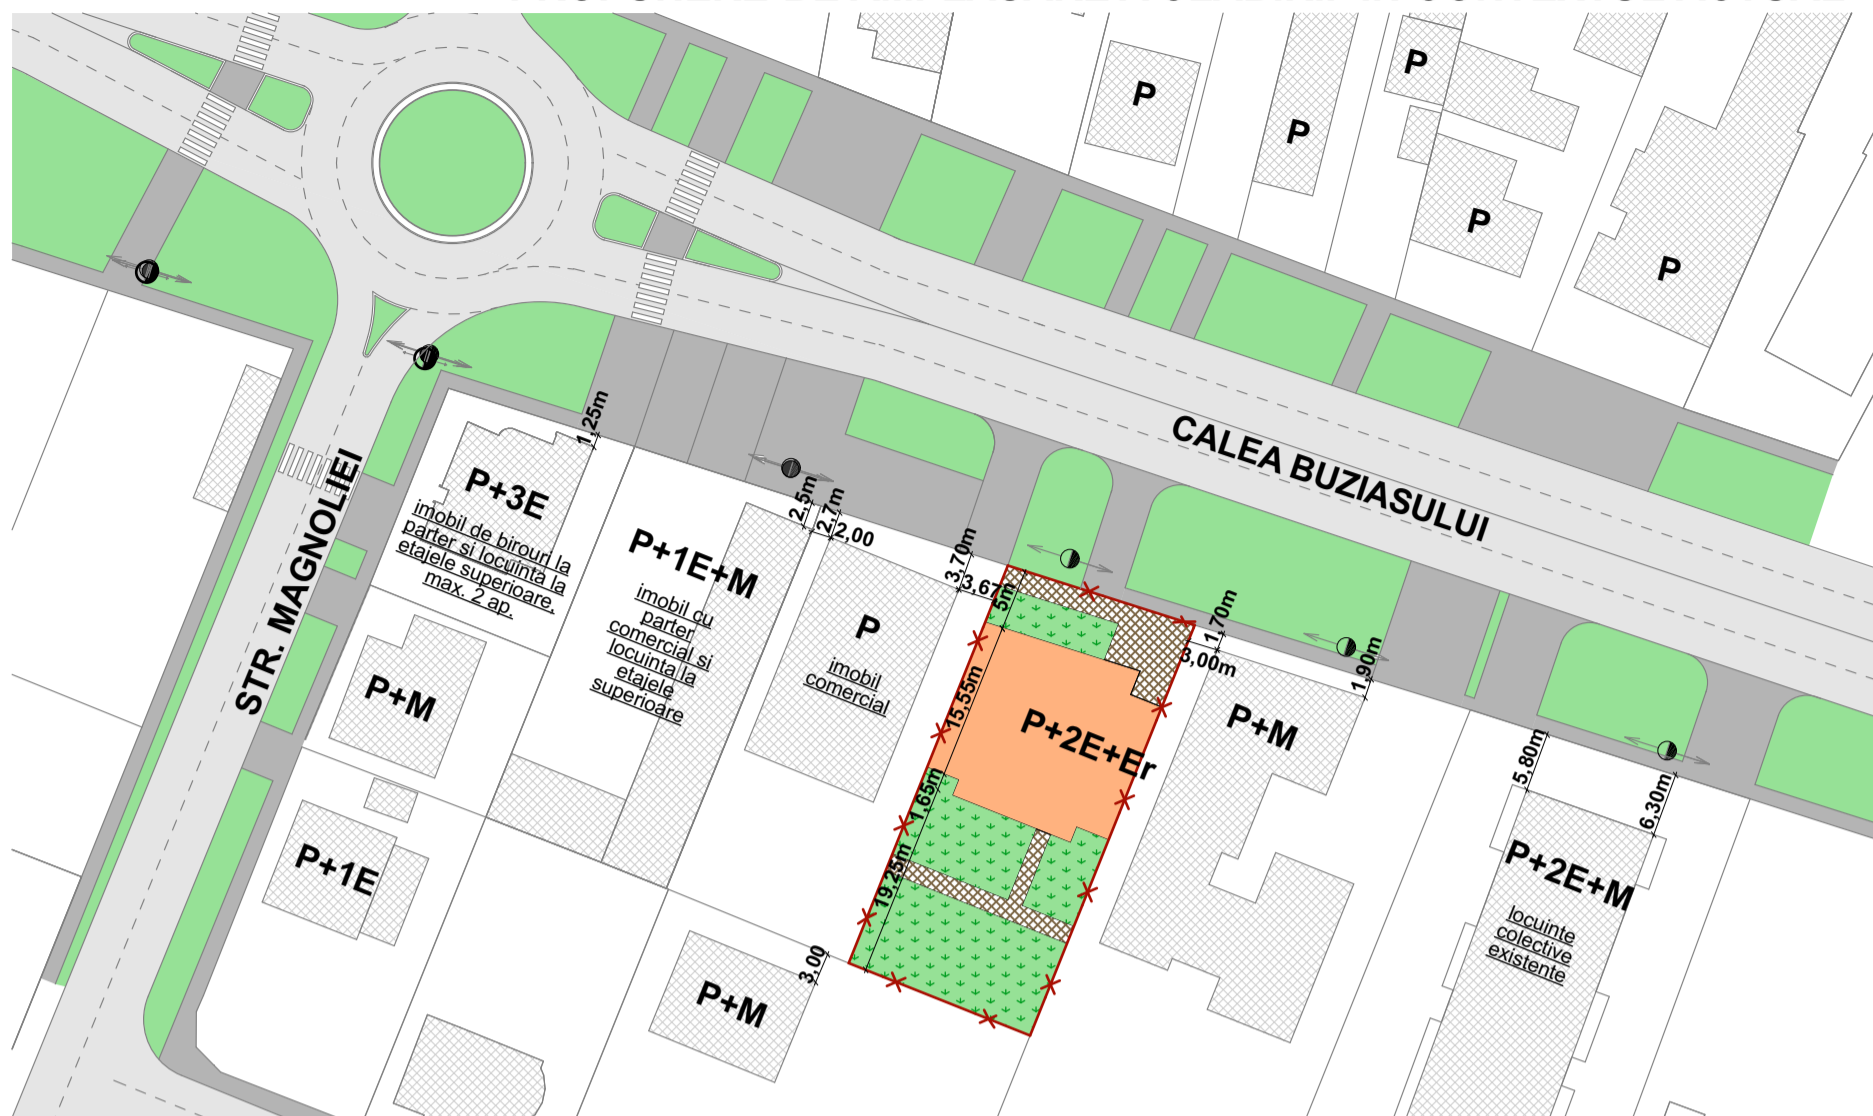 P
P
P
P
P
CALEA BUZIASULUI
STR. MAGNOLIEI
1,25m
P+3E
imobil de birouri la
parter si locuinta la
etajele superioare,
max. 2 ap.
P+1E+M
imobil cu
parter
comercial si
locuinta la
etajele
superioare
2,5m
2,7m
2,00
P
imobil
comercial
3,70m
3,67
5m
15,55m
1,65m
19,25m
P+2E+Er
3,00m
1,70m
1,90m
P+M
5,80m
6,30m
P+2E+M
locuinte
colective
existente
P+M
P+1E
P+M
3,00